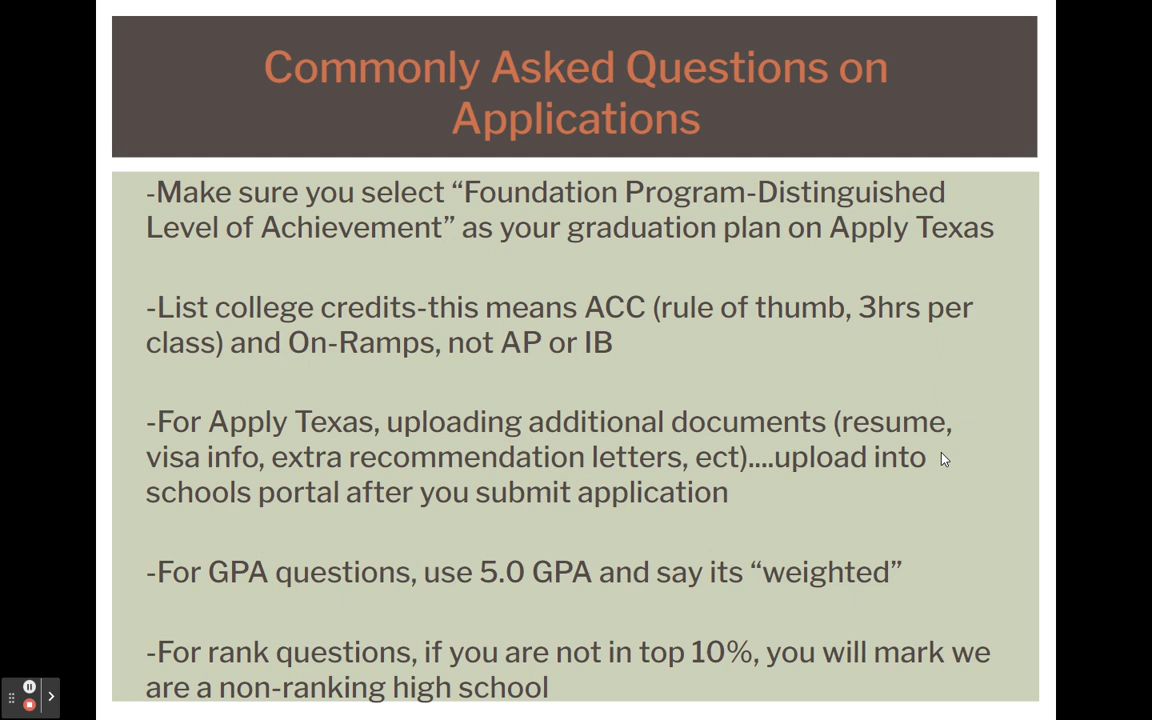 Commonly Asked Questions on
Applications
-Make sure you select “Foundation Program-Distinguished
Level of Achievement” as your graduation plan on Apply Texas
-List college credits-this means ACC (rule of thumb, 3hrs per
class) and On-Ramps, not AP or IB
-For Apply Texas, uploading additional documents (resume,
visa info, extra recommendation letters, ect)....upload into
schools portal after you submit application
-For GPA questions, use 5.0 GPA and say its “weighted”
-For rank questions, if you are not in top 10%, you will mark we
are a non-ranking high school